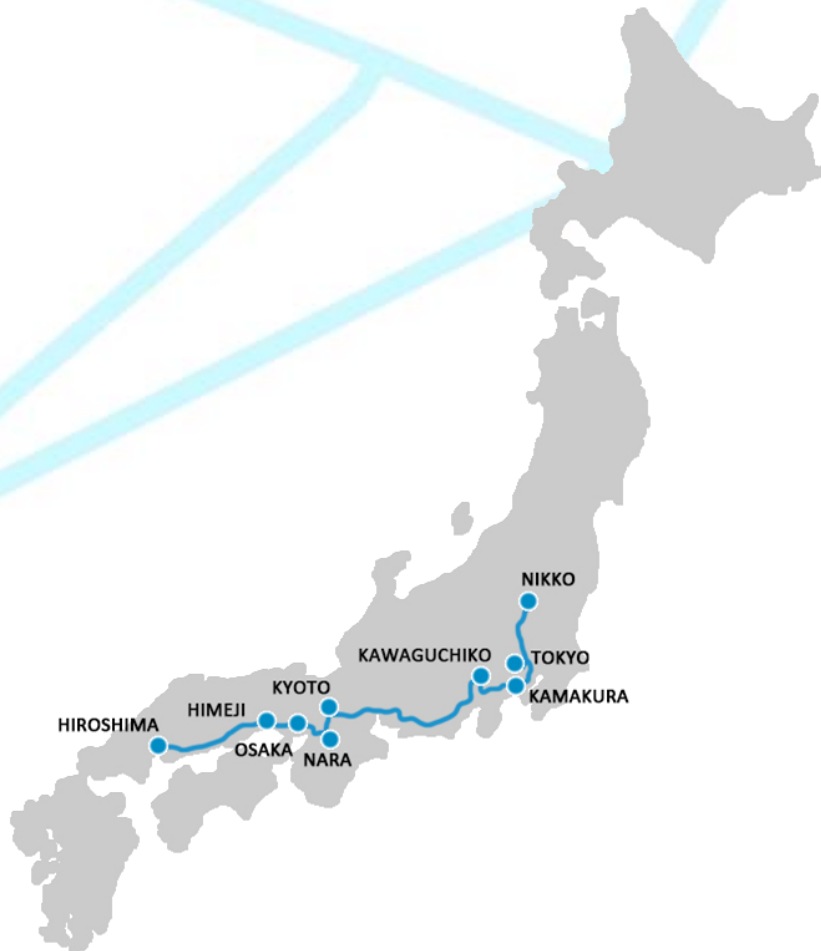 NIKKO
TOKYO
KAWAGUCHIKO
KAMAKURA
KYOTO
HIMEJI
HIROSHIMA
OSAKA
NARA